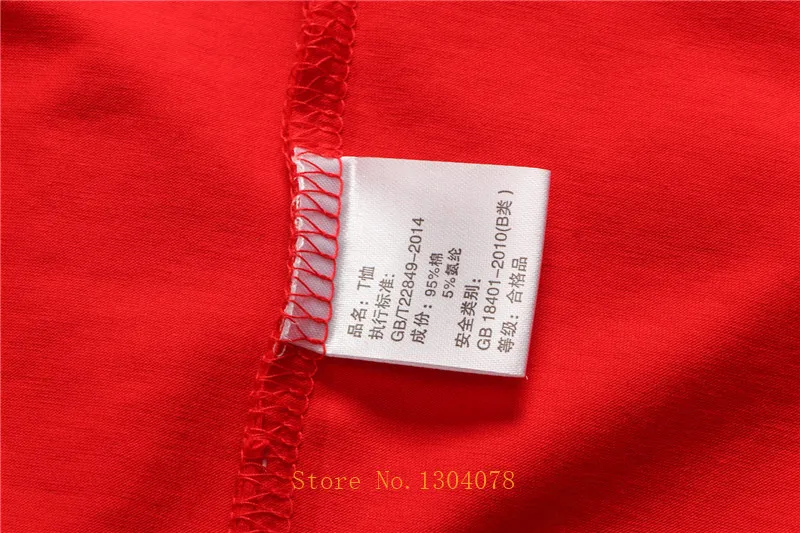 品名：T恤
执行标准：
GB/T22849-2014
成份：95%棉
5%氨纶
安全类别：
GB 18401-2010(B类）
等级：合格品
Store No.1304078